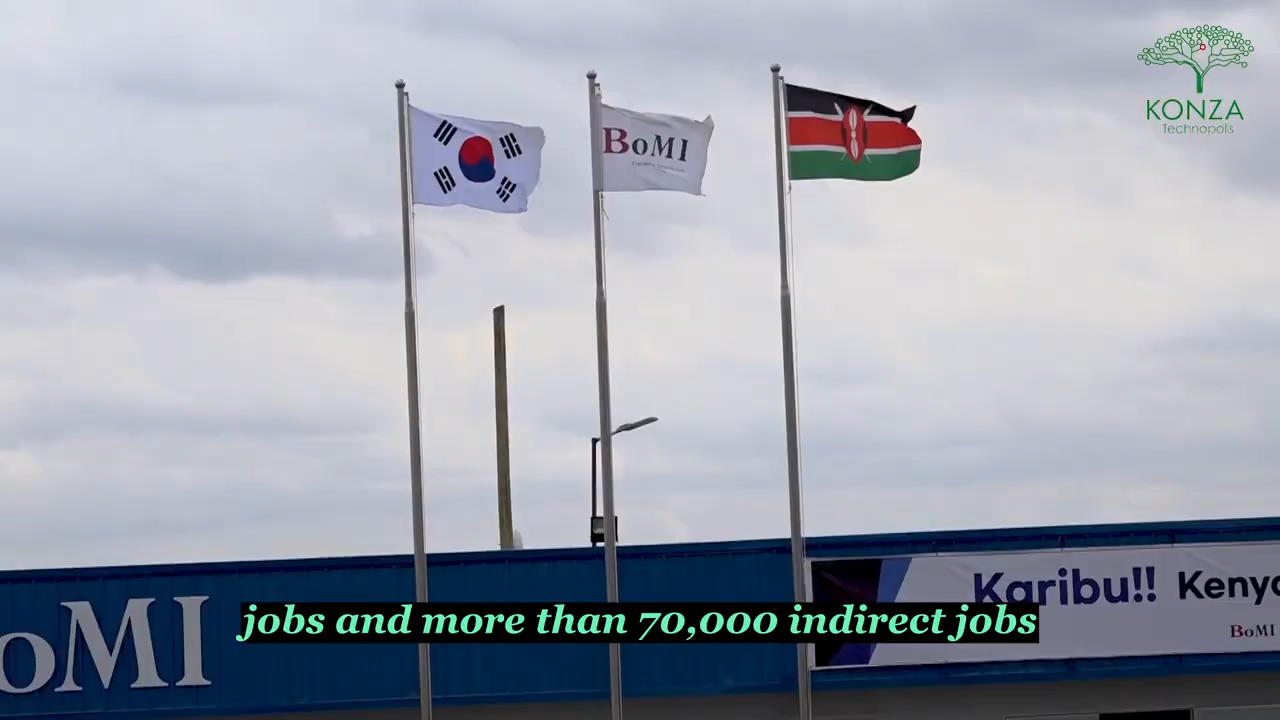 KONZA
Technopolis
BoMI
Karibu!! Keny
BoMI
oMI
jobs and more than 70,000 indirect jobs